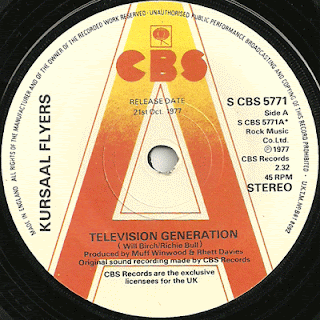 ALL RIGHTS OF THE MANUFACTURER AND OF THE OWNER OF THE RECORDED WORK RESERVED. UNAUTHORISED PUBLIC PERFORMANCE BROADCASTING AND COPYING OF THIS RECORD PROHIBITED
MADE IN ENGLAND
CBS
RELEASE DATE
21st Oct. 1977
S CBS 5771
Side A
S CBS 5771A*
Rock Music
Co.Ltd.
℗1977
CBS Records
2.32
45 RPM
STEREO
KURSAAL FLYERS
TELEVISION GENERATION
(Will Birch/Richie Bull)
Produced by Muff Winwood & Rhett Davies
Original sound recording made by CBS Records
CBS Records are the exclusive
licensees for the UK